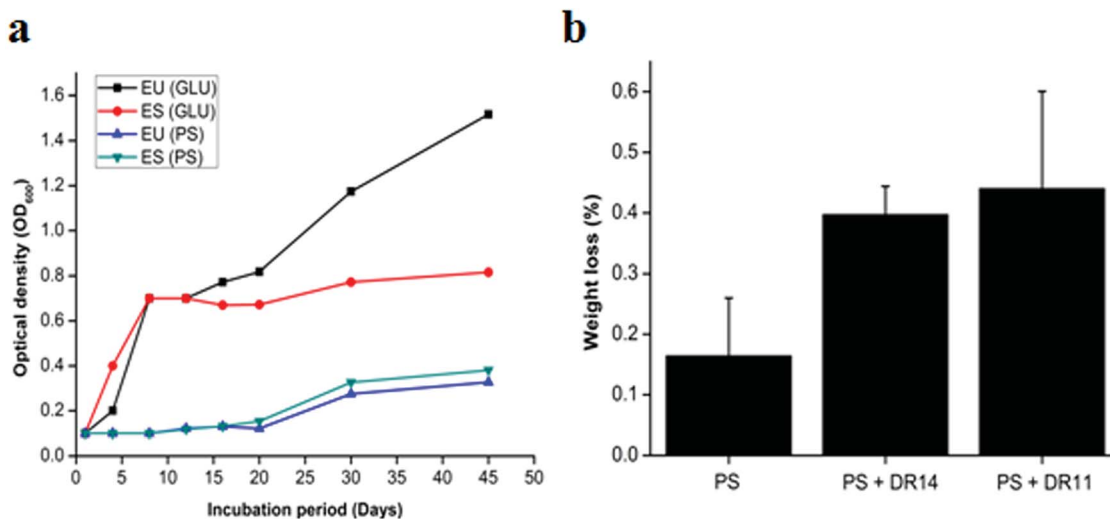 a
EU (GLU)
ES (GLU)
EU (PS)
ES (PS)
1.6
1.4
1.2
1.0
0.8
0.6
0.4
0.2
0.0
Optical density (OD600)
0 5 10 15 20 25 30 35 40 45 50
Incubation period (Days)
b
0.6
0.5
0.4
0.3
0.2
0.1
0.0
Weight loss (%)
PS PS + DR14 PS + DR11